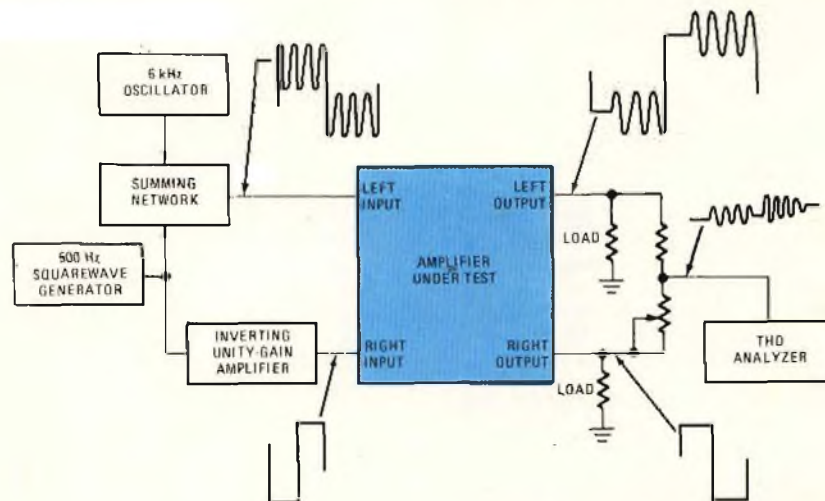 6 kHz
OSCILLATOR
SUMMING
NETWORK
500 Hz
SQUAREWAVE
GENERATOR
INVERTING
UNITY-GAIN
AMPLIFIER
LEFT
INPUT
LEFT
OUTPUT
AMPLIFIER
UNDER TEST
RIGHT
INPUT
RIGHT
OUTPUT
LOAD
LOAD
THD
ANALYZER